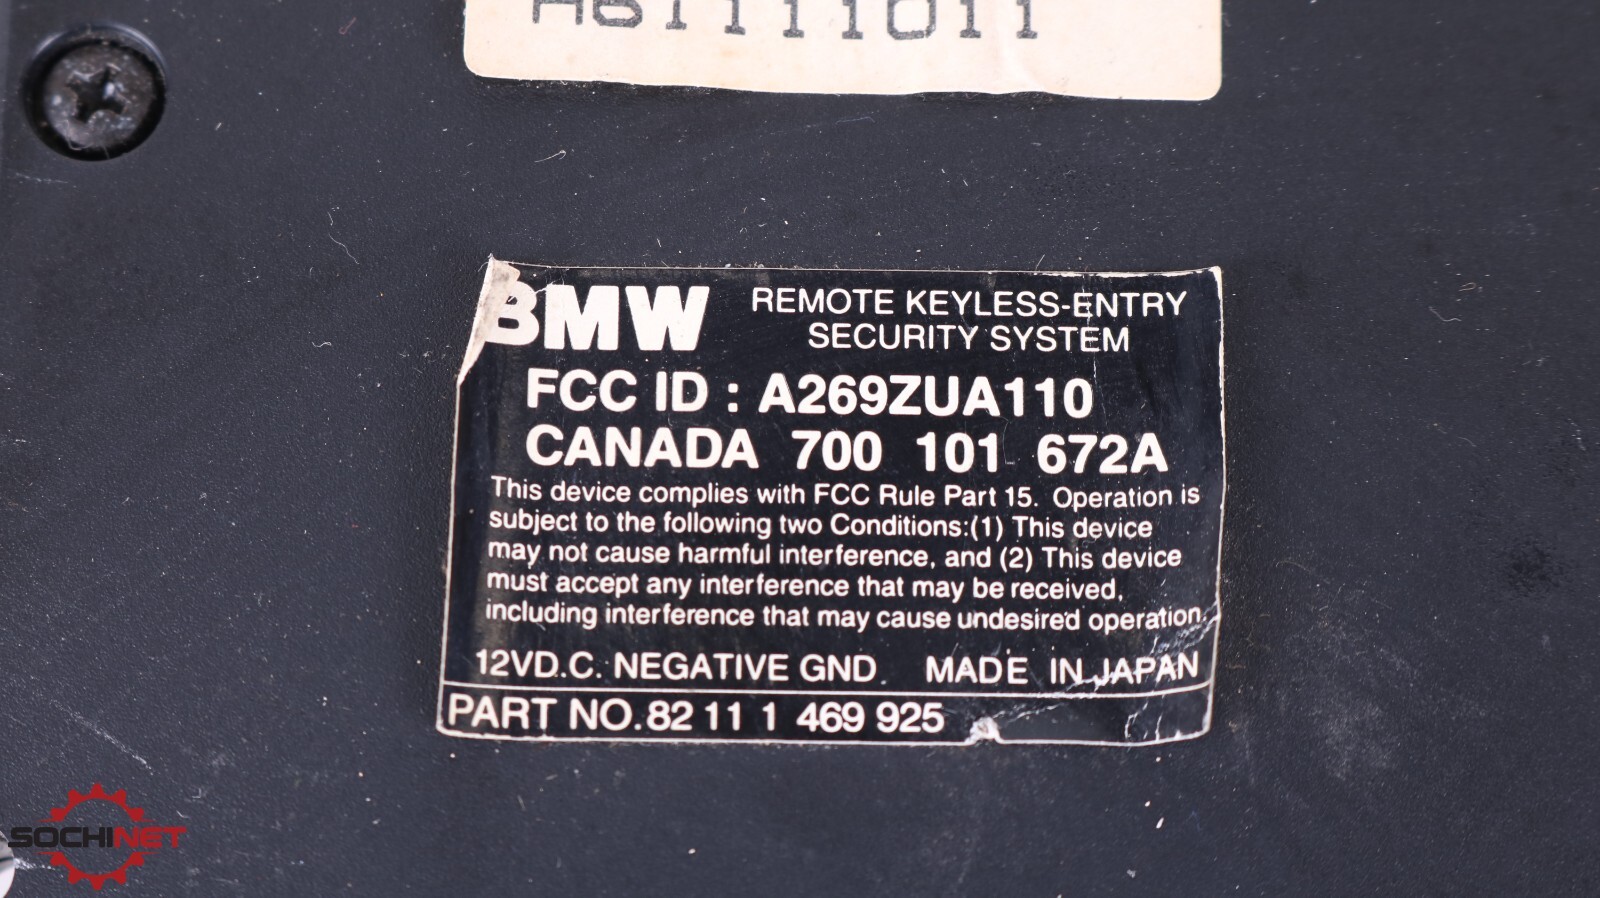 A61111011
BMW REMOTE KEYLESS-ENTRY
SECURITY SYSTEM
FCC ID : A269ZUA110
CANADA 700 101 672A
This device complies with FCC Rule Part 15. Operation is
subject to the following two Conditions:(1) This device
may not cause harmful interference, and (2) This device
must accept any interference that may be received,
including interference that may cause undesired operation.
12VD.C. NEGATIVE GND. MADE IN JAPAN
PART NO.82 11 1 469 925
SOCHINET